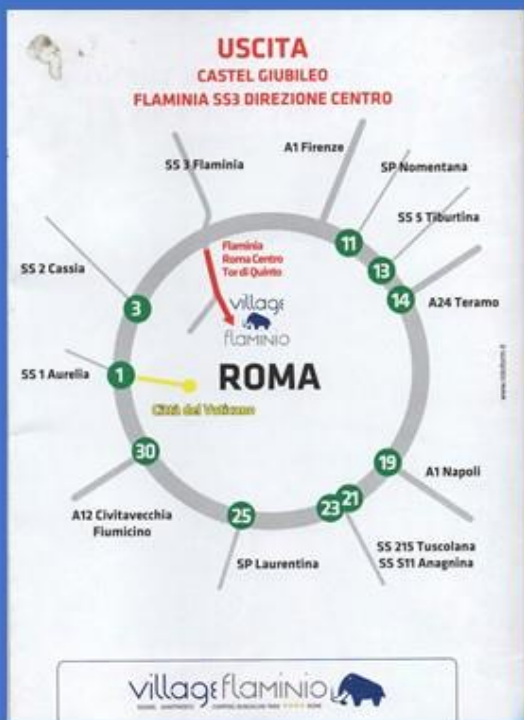 USCITA
CASTEL GIUBILEO
FLAMINIA SS3 DIREZIONE CENTRO
A1 Firenze
SS 3 Flaminia
SP Nomentana
SS 5 Tiburtina
11
13
14
Flaminia
Roma Centro
Tor di Quinto
SS 2 Cassia
3
A24 Teramo
village
flaminio
SS 1 Aurelia
1
ROMA
Città del Vaticano
30
19
A1 Napoli
A12 Civitavecchia
Fiumicino
25
23
21
SP Laurentina
SS 215 Tuscolana
SS S11 Anagnina
village flaminio